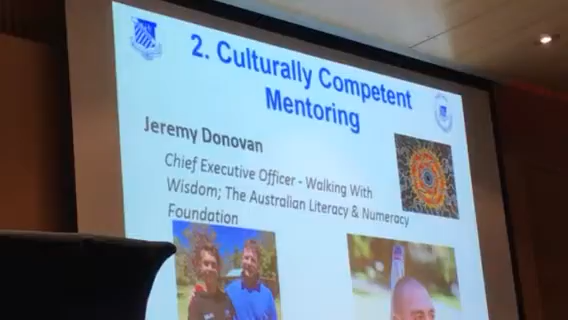 2. Culturally Competent
Mentoring
Jeremy Donovan
Chief Executive Officer - Walking With
Wisdom; The Australian Literacy & Numeracy
Foundation